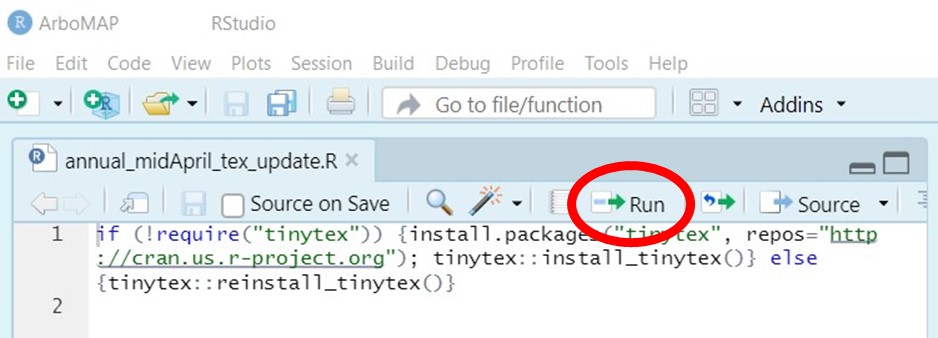 R ArboMAP RStudio
File Edit Code View Plots Session Build Debug Profile Tools Help
R Go to file/function Addins
R annual_midApril_tex_update.R
Source on Save Run Source
1 if (!require("tinytex")) {install.packages("tinytex", repos="http
://cran.us.r-project.org"); tinytex::install_tinytex()} else
{tinytex::reinstall_tinytex()}
2